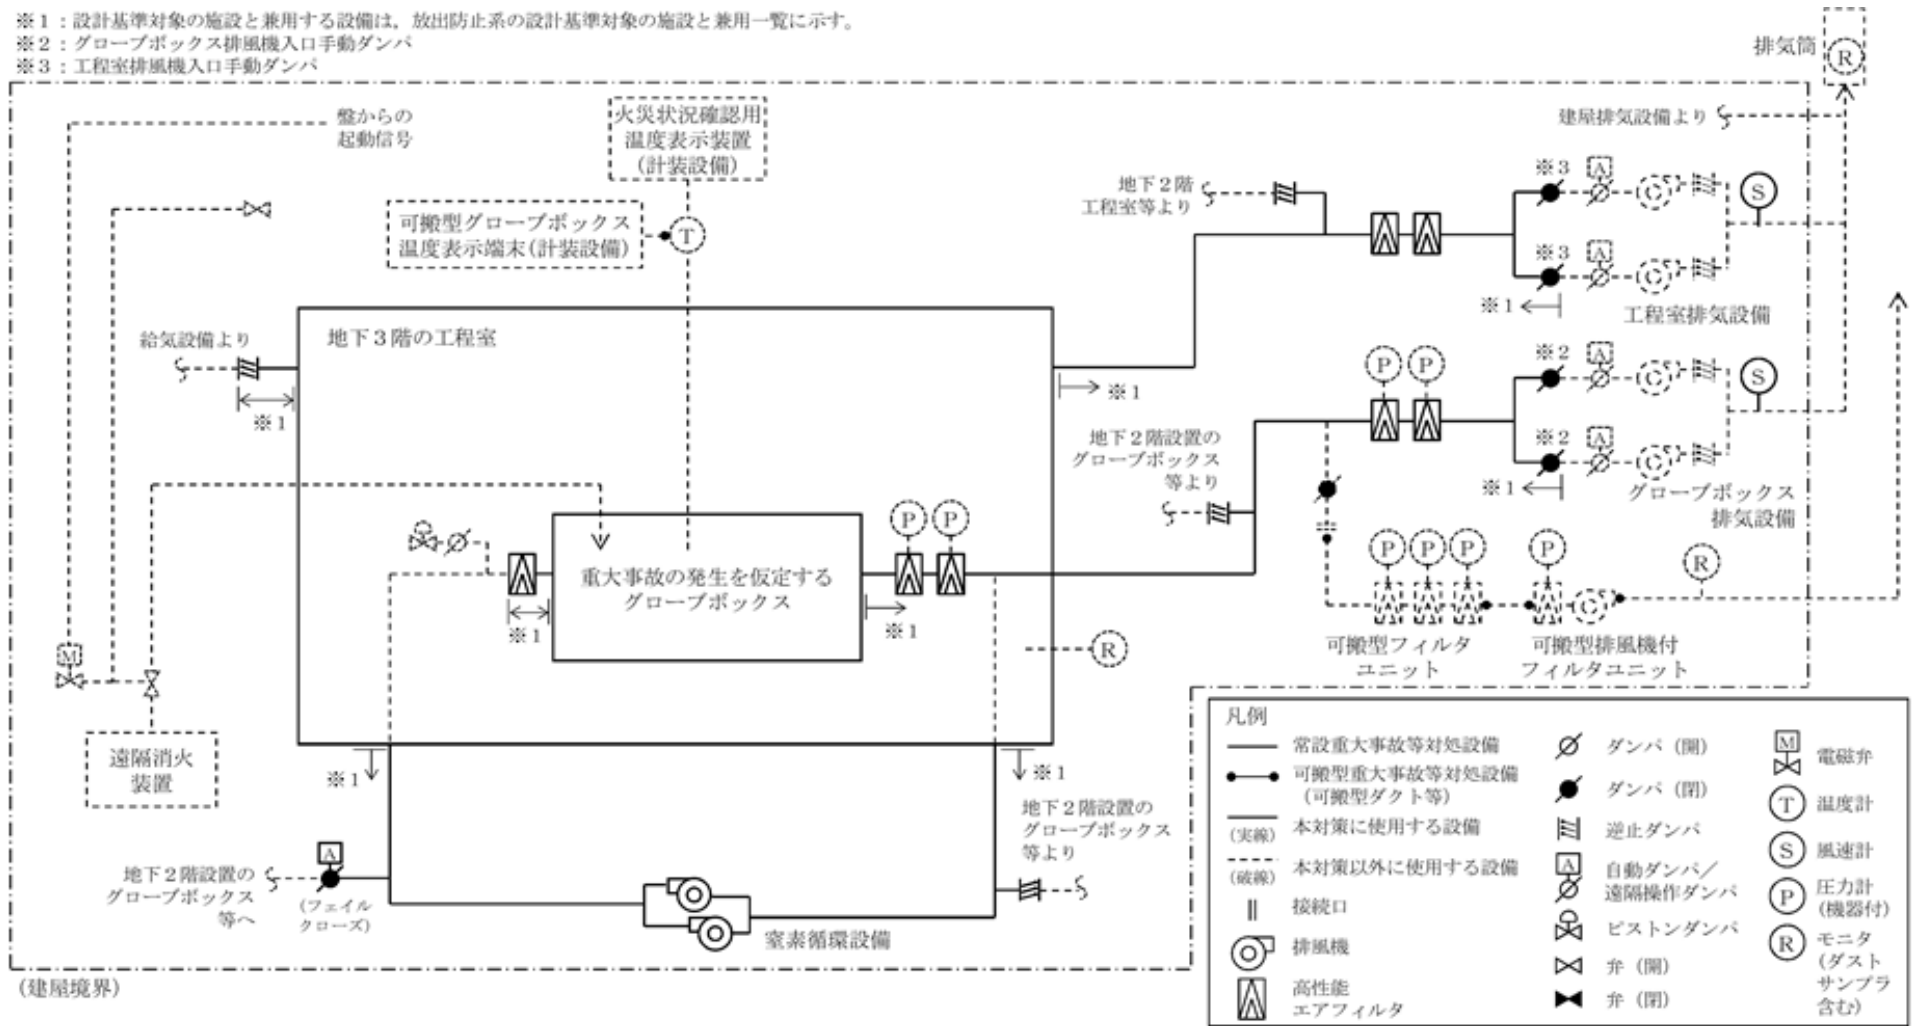 ※1：設計基準対象の施設と兼用する設備は，放出防止系の設計基準対象の施設と兼用一覧に示す。
※2：グローブボックス排風機入口手動ダンパ
※3：工程室排風機入口手動ダンパ
排気筒
R
盤からの
起動信号
火災状況確認用
温度表示装置
(計装設備)
建屋排気設備より
可搬型グローブボックス
温度表示端末(計装設備)
T
地下2階
工程室等より
※3
A
S
※3
A
※1
工程室排気設備
給気設備より
※1
地下3階の工程室
※1
P
P
※2
A
S
※2
A
※1
グローブボックス
排気設備
地下2階設置の
グローブボックス
等より
P
P
重大事故の発生を仮定する
グローブボックス
※1
※1
R
P
P
P
P
R
可搬型フィルタ
ユニット
可搬型排風機付
フィルタユニット
M
遠隔消火
装置
※1
※1
地下2階設置の
グローブボックス
等より
A
地下2階設置の
グローブボックス
等へ
(フェイル
クローズ)
窒素循環設備
(建屋境界)
凡例
常設重大事故等対処設備
可搬型重大事故等対処設備
(可搬型ダクト等)
(実線)
本対策に使用する設備
(破線)
本対策以外に使用する設備
接続口
排風機
高性能
エアフィルタ
ダンパ（開）
ダンパ（閉）
逆止ダンパ
A
自動ダンパ／
遠隔操作ダンパ
ピストンダンパ
弁（開）
弁（閉）
M
電磁弁
T
温度計
S
風速計
P
圧力計
(機器付)
R
モニタ
(ダスト
サンプラ
含む)